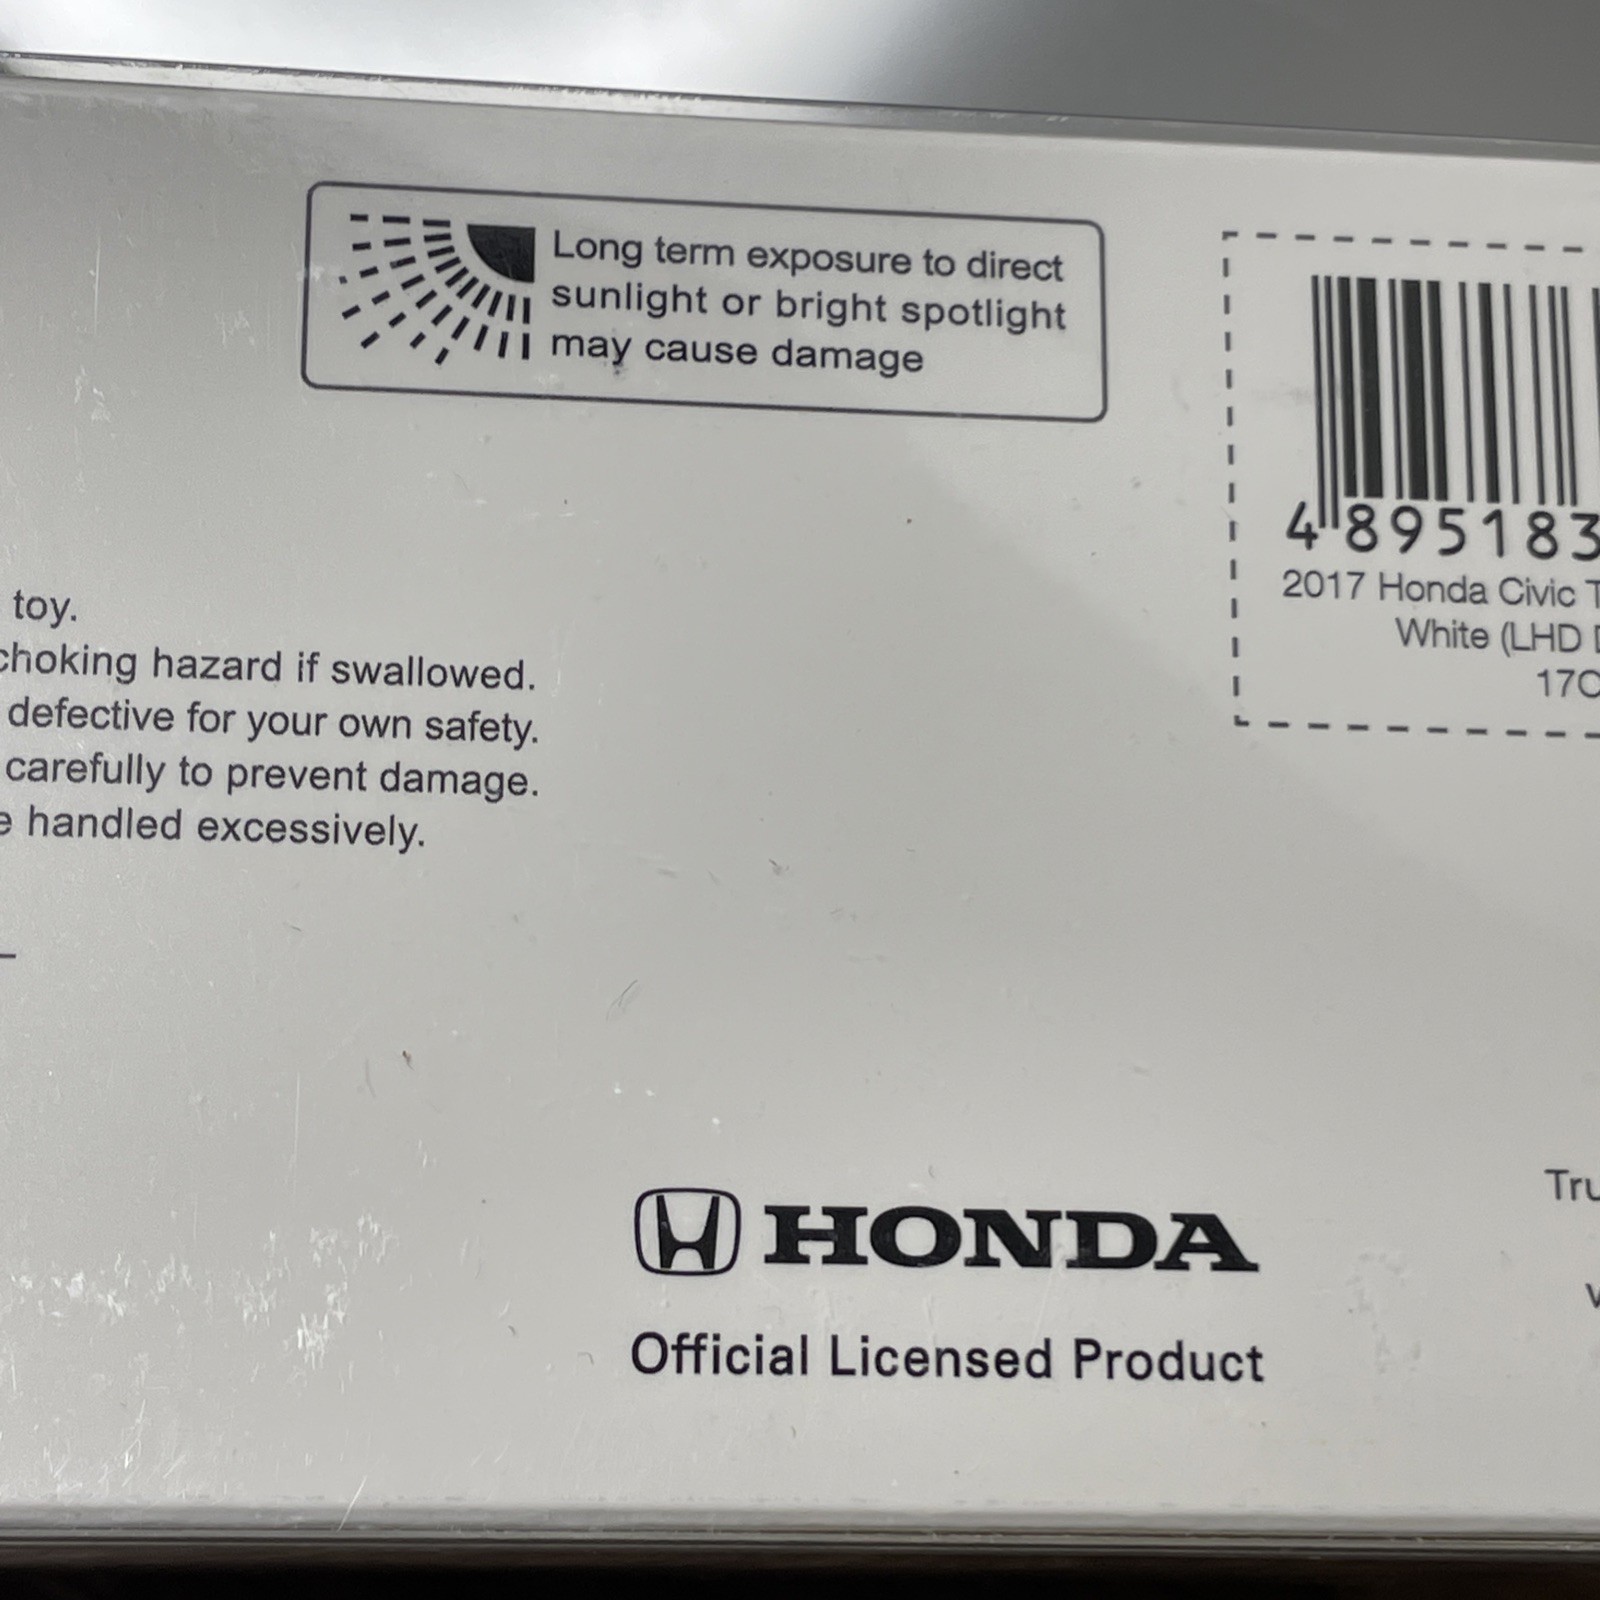 Long term exposure to direct
sunlight or bright spotlight
may cause damage
4 895183
2017 Honda Civic
White (LHD
toy.
choking hazard if swallowed.
defective for your own safety.
carefully to prevent damage.
handled excessively.
HONDA
Official Licensed Product